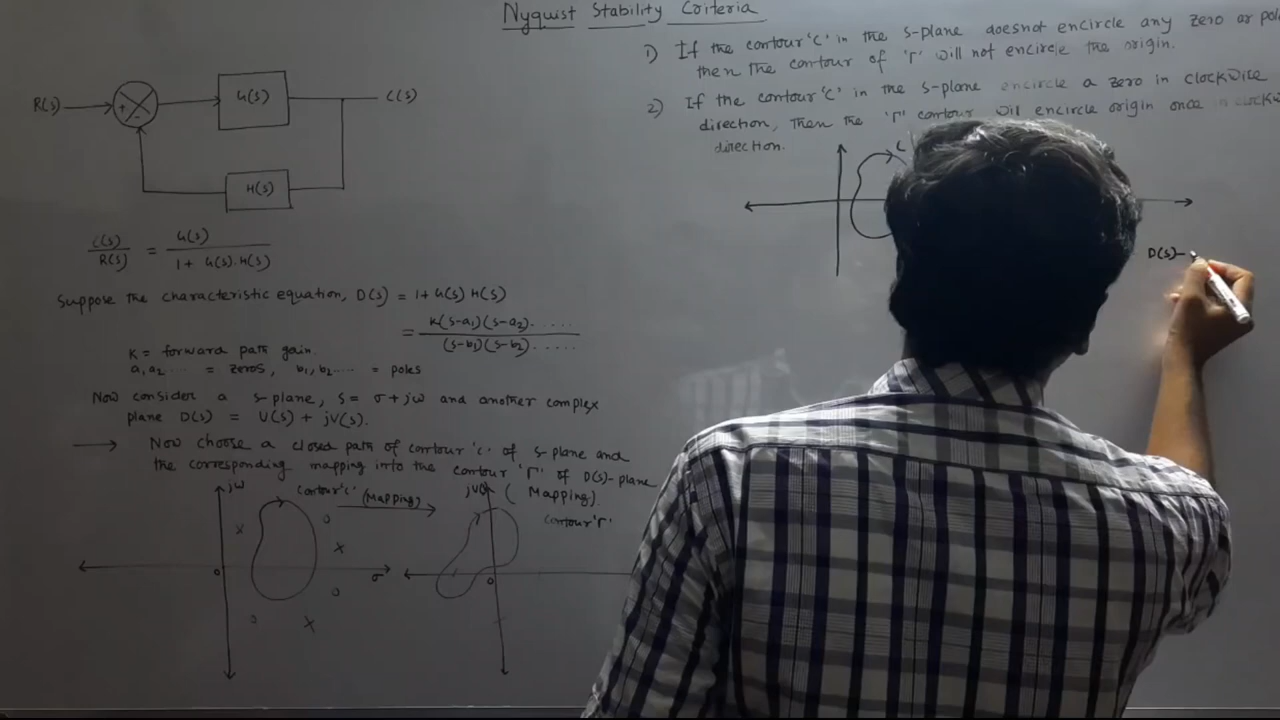 Nyquist Stability Criteria
R(s)
+
-
G(s)
C(s)
H(s)
C(s)/R(s) = G(s)/1 + G(s).H(s)
Suppose the characteristic equation, D(s) = 1+ G(s) H(s)
= K(s-a1)(s-a2)...../(s-b1)(s-b2).....
K = forward path gain.
a1 a2.... = zeros, b1, b2.... = poles
Now consider a s-plane, s = σ + jω and another complex
plane D(s) = U(s) + jV(s).
→ Now choose a closed path of contour 'c' of s-plane and
the corresponding mapping into the contour 'Γ' of D(s)-plane
(Mapping).
jω
contour'c'
(Mapping)
contour'Γ'
0
σ
0
1) If the contour 'c' in the s-plane doesnot encircle any zero or
then the contour of 'Γ' will not encircle the origin.
2) If the contour 'c' in the s-plane encircle a zero in clockwise
direction, then the 'Γ' contour will encircle origin once in
direction.
C
D(s)-